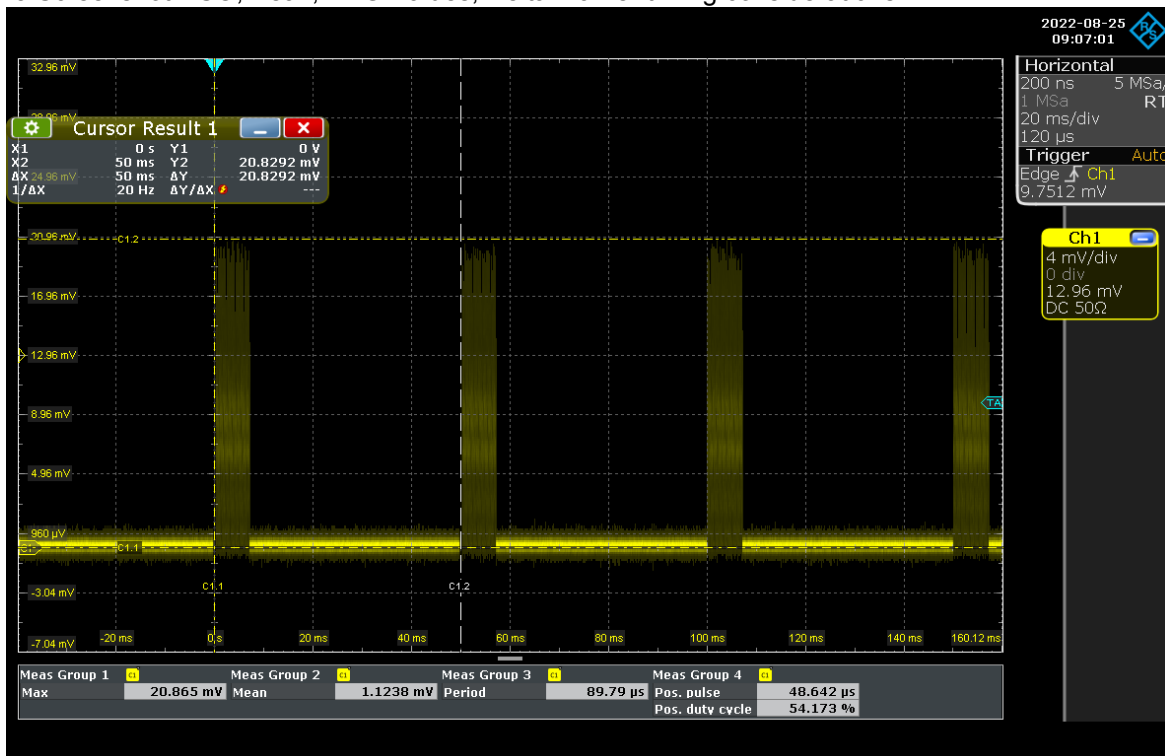 2022-08-25
09:07:01
Horizontal
200 ns 5 MSa/
1 MSa RT
20 ms/div
120 µs
Trigger Auto
Edge Ch1
9.7512 mV
Ch1
4 mV/div
0 div
12.96 mV
DC 50Ω
32.96 mV
Cursor Result 1
X1 0 s Y1 0 V
X2 50 ms Y2 20.8292 mV
ΔX 50 ms ΔY 20.8292 mV
1/ΔX 20 Hz ΔY/ΔX ---
24.96 mV
20.96 mV C1.2
16.96 mV
12.96 mV
TA
8.96 mV
4.96 mV
960 µV
C1 C1.1
C1.1 C1.2
-3.04 mV
-7.04 mV -20 ms 0 s 20 ms 40 ms 60 ms 80 ms 100 ms 120 ms 140 ms 160.12 ms
Meas Group 1 C1 Meas Group 2 C1 Meas Group 3 C1 Meas Group 4 C1
Max 20.865 mV Mean 1.1238 mV Period 89.79 µs Pos. pulse 48.642 µs
Pos. duty cycle 54.173 %